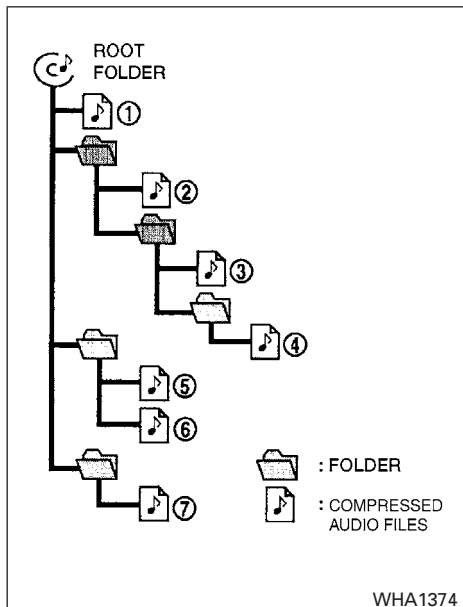 ROOT
FOLDER
①
②
③
④
⑤
⑥
⑦
: FOLDER
: COMPRESSED
AUDIO FILES
WHA1374